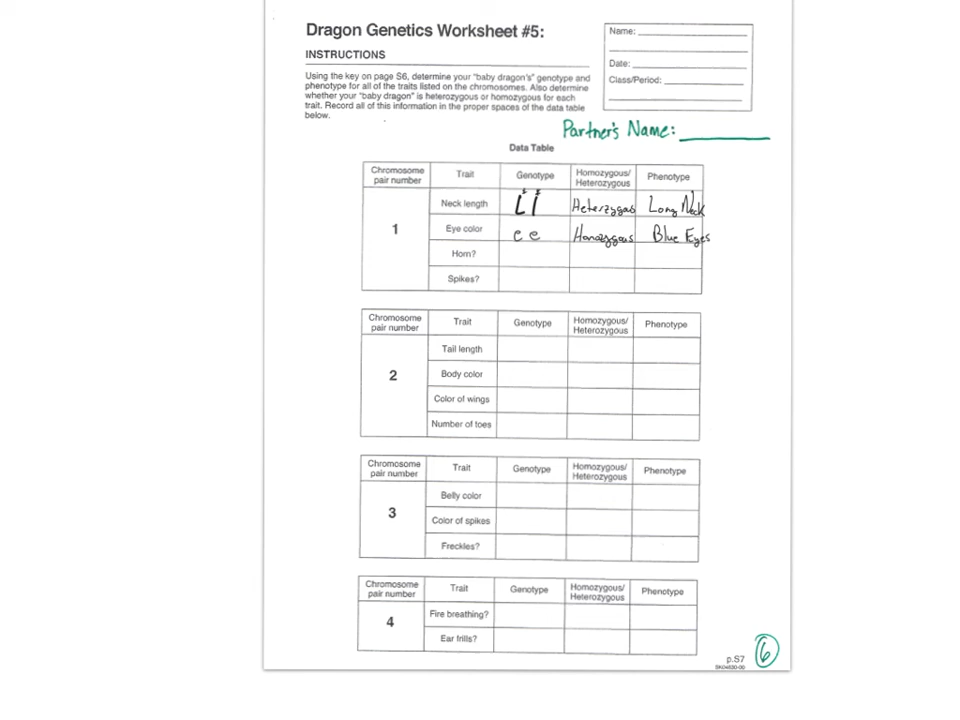 Dragon Genetics Worksheet #5:
Name:
INSTRUCTIONS
Date:
Using the key on page S6, determine your "baby dragon's" genotype and
Class/Period:
phenotype for all of the traits listed on the chromosomes. Also determine
whether your "baby dragon" is heterozygous or homozygous for each
trait. Record all of this information in the proper spaces of the data table
below.
Partner's Name:
Data Table
Chromosome pair number Trait Genotype Homozygous/ Heterozygous Phenotype
1
Neck length Heterzygas Long Neck
Eye color e e Homozygous Blue Eyes
Horn?
Spikes?
Chromosome pair number Trait Genotype Homozygous/ Heterozygous Phenotype
2
Tail length
Body color
Color of wings
Number of toes
Chromosome pair number Trait Genotype Homozygous/ Heterozygous Phenotype
3
Belly color
Color of spikes
Freckles?
Chromosome pair number Trait Genotype Homozygous/ Heterozygous Phenotype
4
Fire breathing?
Ear frills?
p.S7
6